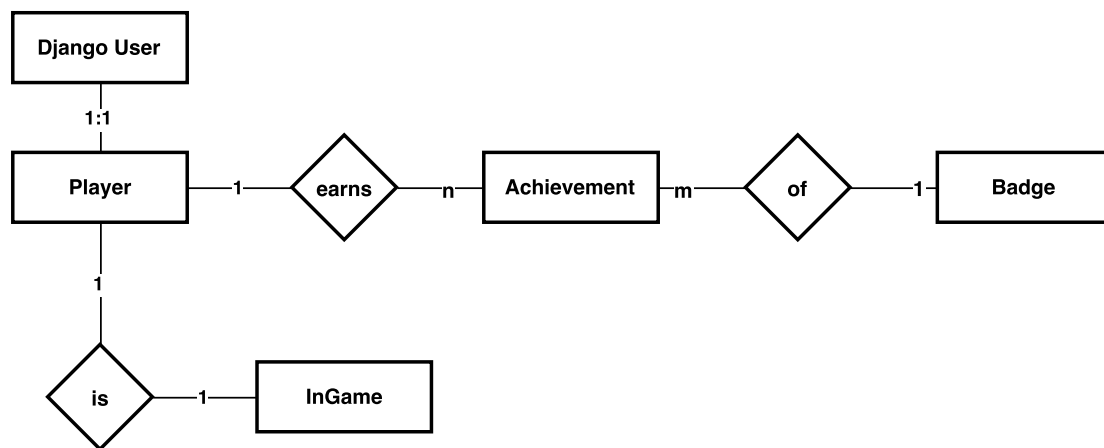 Django User
1:1
Player
1
earns
n
Achievement
m
of
1
Badge
1
is
1
InGame